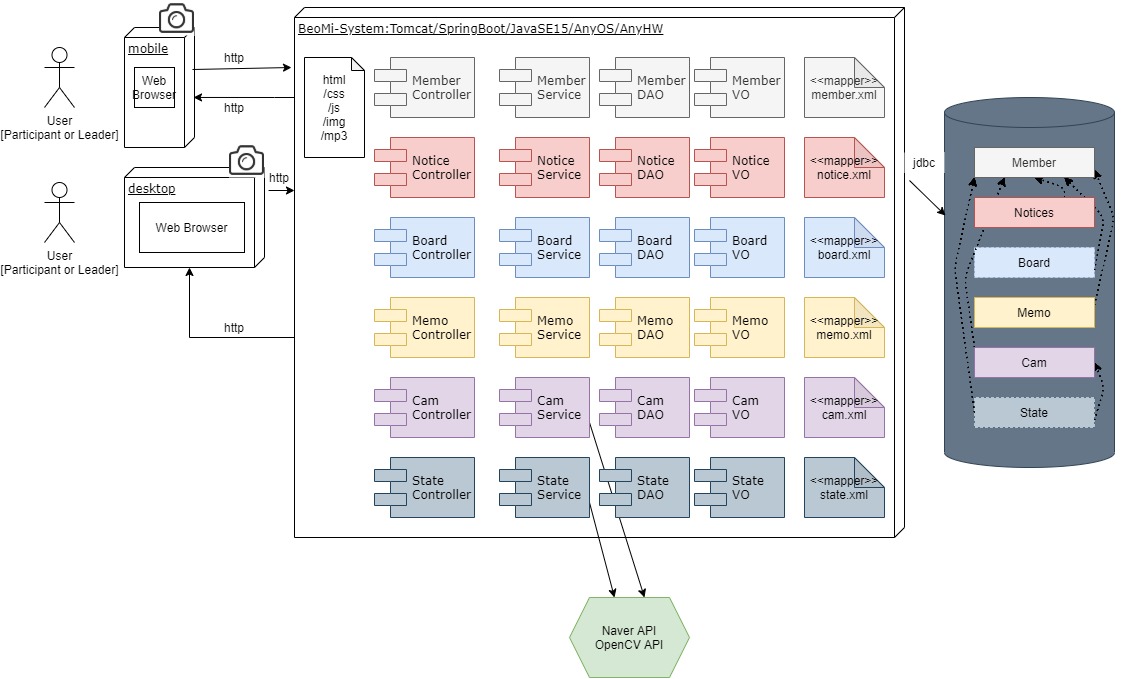 BeoMi-System:Tomcat/SpringBoot/JavaSE15/AnyOS/AnyHW
mobile
Web
Browser
User
[Participant or Leader]
http
http
desktop
Web Browser
User
[Participant or Leader]
http
http
html
/css
/js
/img
/mp3
Member
Controller
Member
Service
Member
DAO
Member
VO
<<mapper>>
member.xml
Notice
Controller
Notice
Service
Notice
DAO
Notice
VO
<<mapper>>
notice.xml
Board
Controller
Board
Service
Board
DAO
Board
VO
<<mapper>>
board.xml
Memo
Controller
Memo
Service
Memo
DAO
Memo
VO
<<mapper>>
memo.xml
Cam
Controller
Cam
Service
Cam
DAO
Cam
VO
<<mapper>>
cam.xml
State
Controller
State
Service
State
DAO
State
VO
<<mapper>>
state.xml
jdbc
Member
Notices
Board
Memo
Cam
State
Naver API
OpenCV API